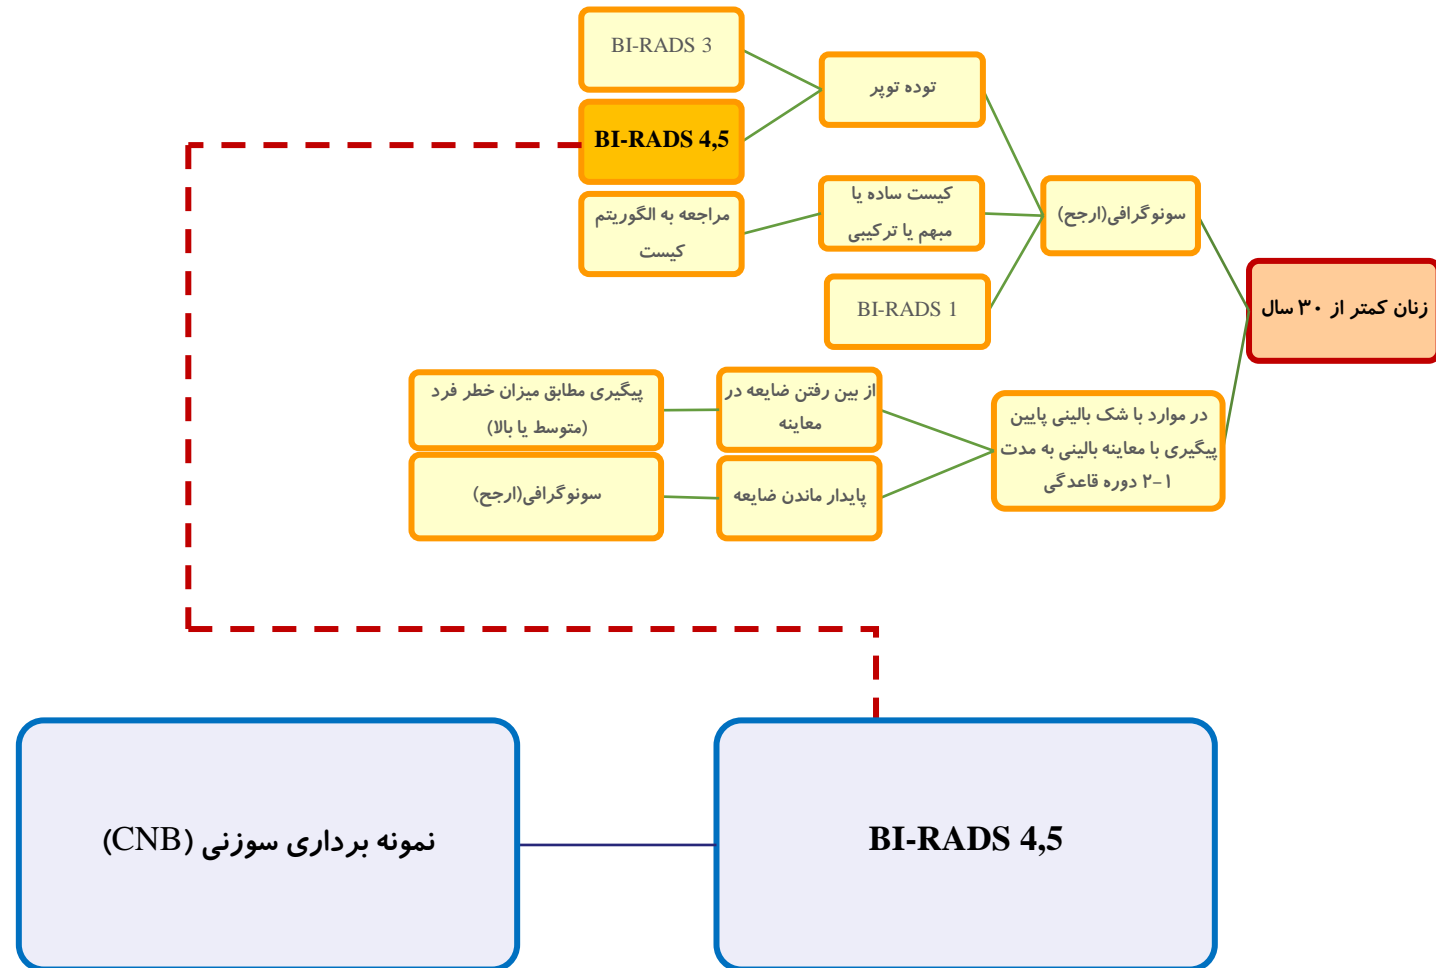 زنان کمتر از ۳۰ سال
سونوگرافی(ارجح)
توده توپر
BI-RADS 3
BI-RADS 4,5
کیست ساده یا
مبهم یا ترکیبی
مراجعه به الگوریتم
کیست
BI-RADS 1
در موارد با شک بالینی پایین
پیگیری با معاینه بالینی به مدت
۱-۲ دوره قاعدگی
از بین رفتن ضایعه در
معاینه
پیگیری مطابق میزان خطر فرد
(متوسط یا بالا)
پایدار ماندن ضایعه
سونوگرافی(ارجح)
BI-RADS 4,5
نمونه برداری سوزنی (CNB)